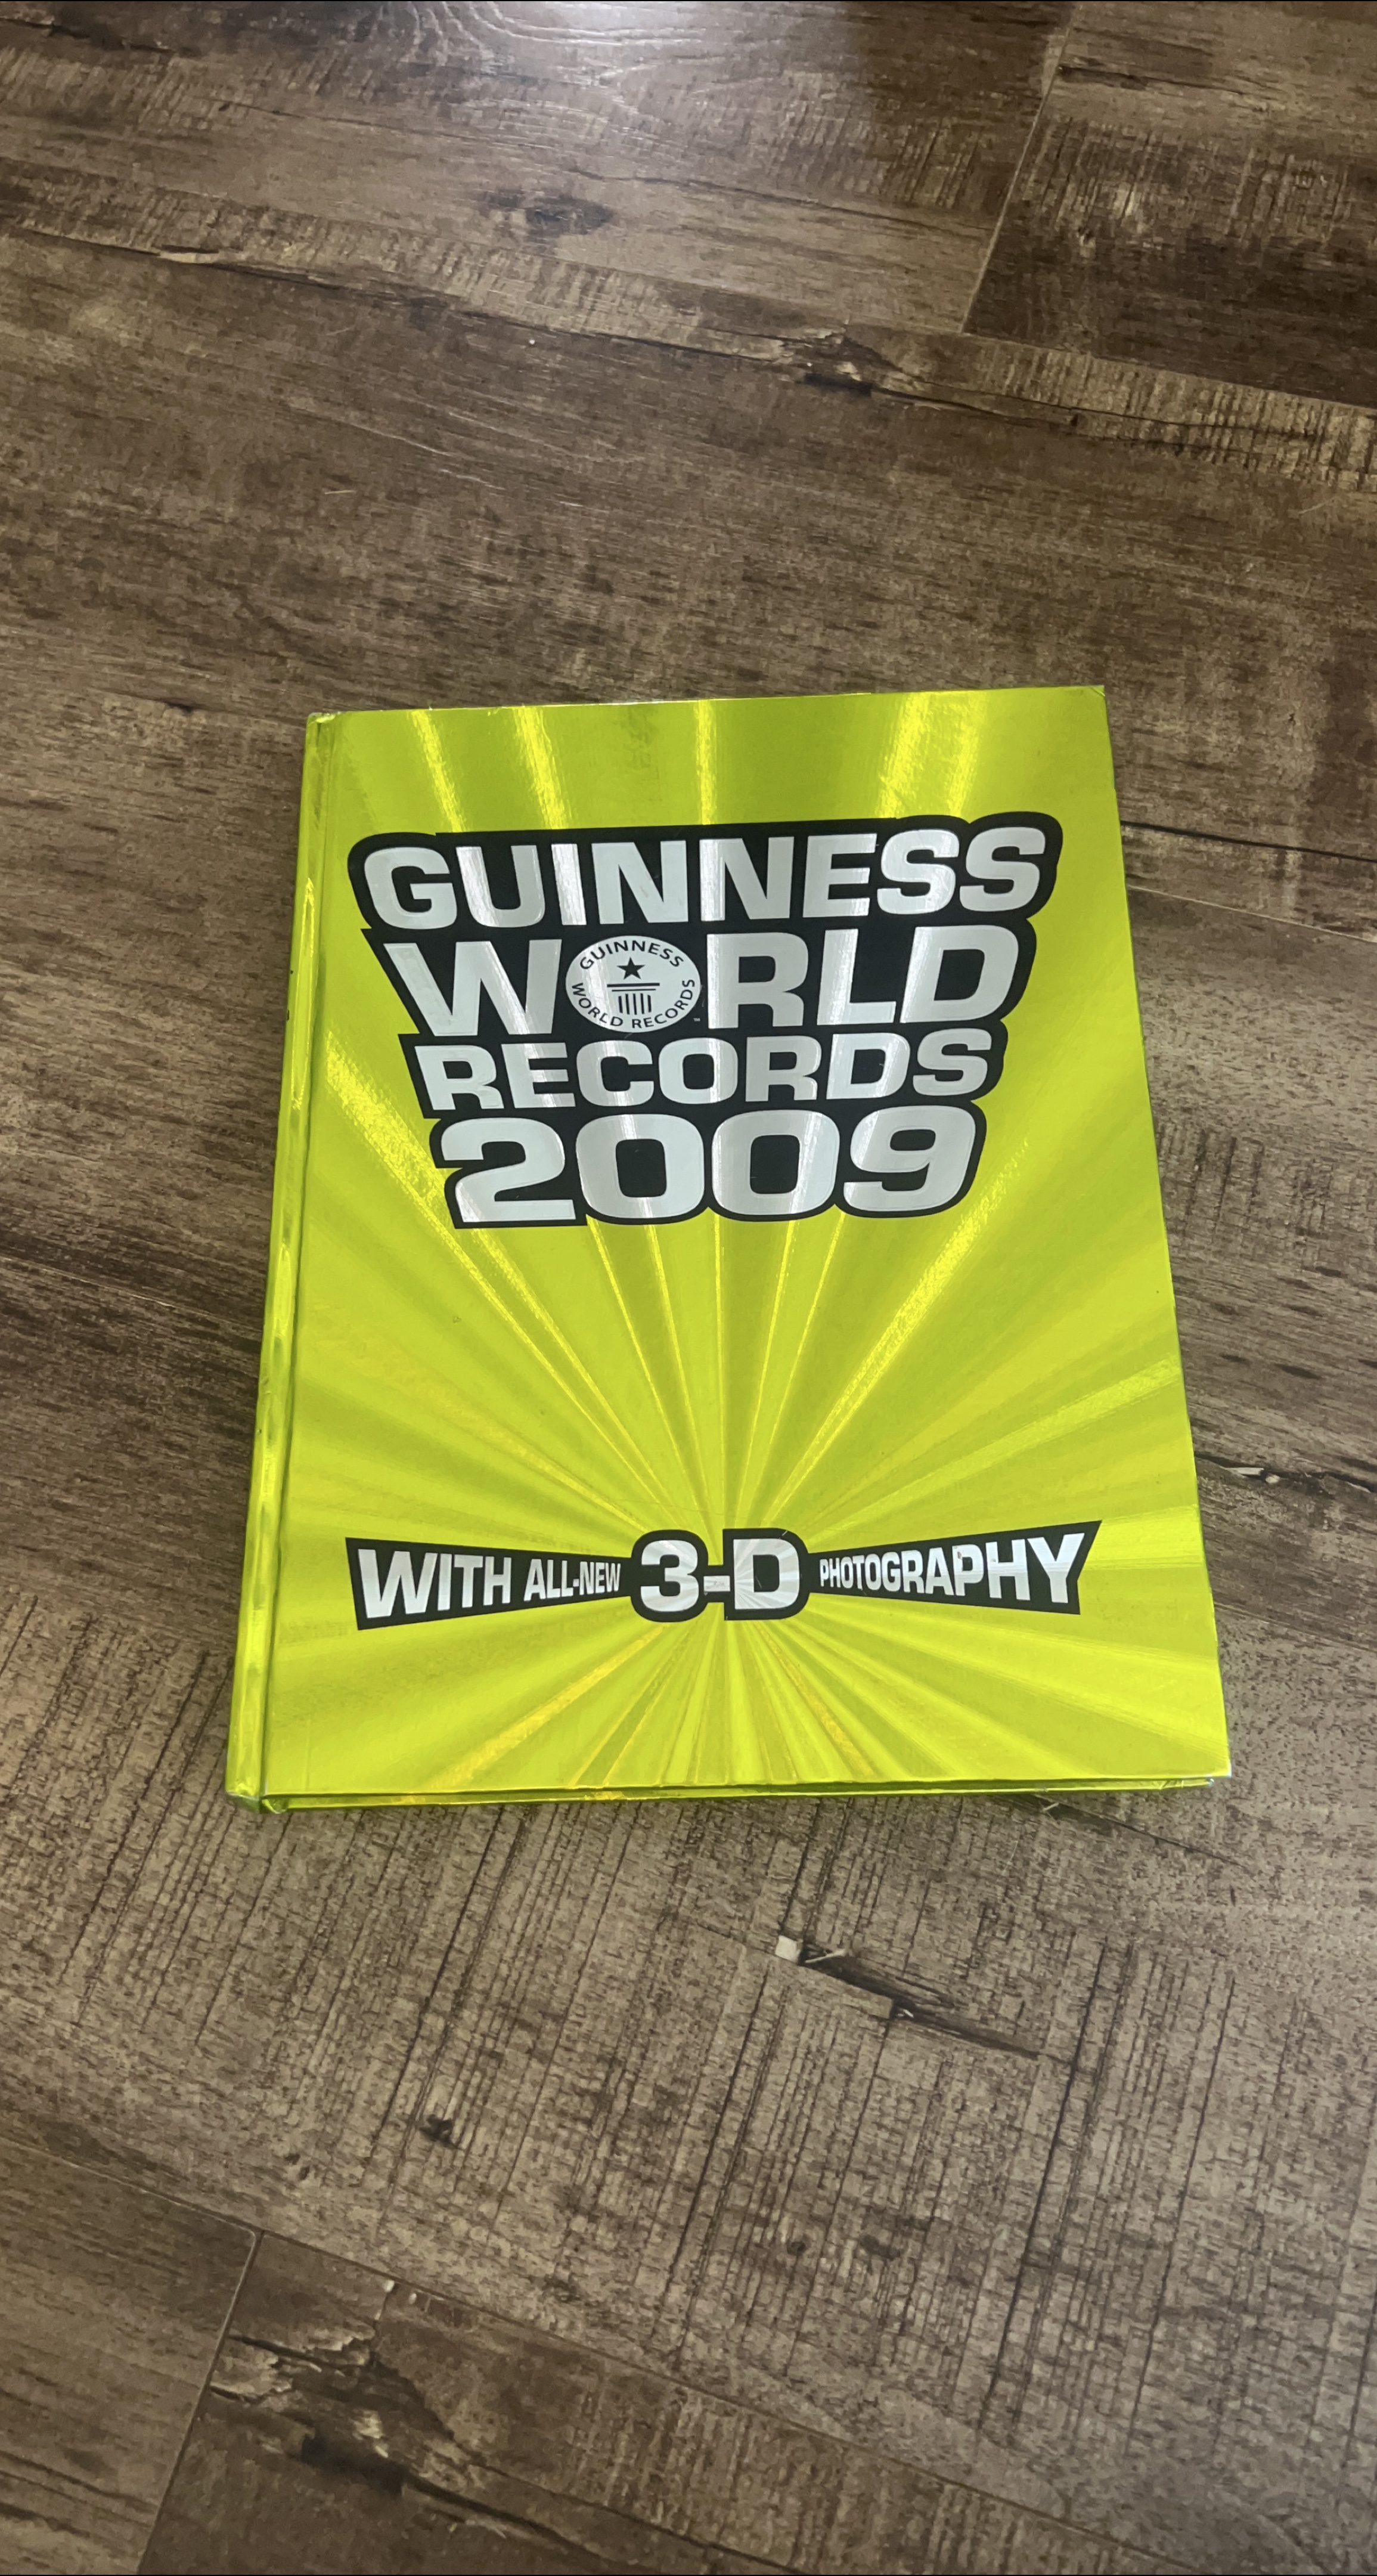 GUINNESS
WORLD
GUINNESS
WORLD RECORDS
RECORDS
2009
WITH ALL-NEW 3-D PHOTOGRAPHY